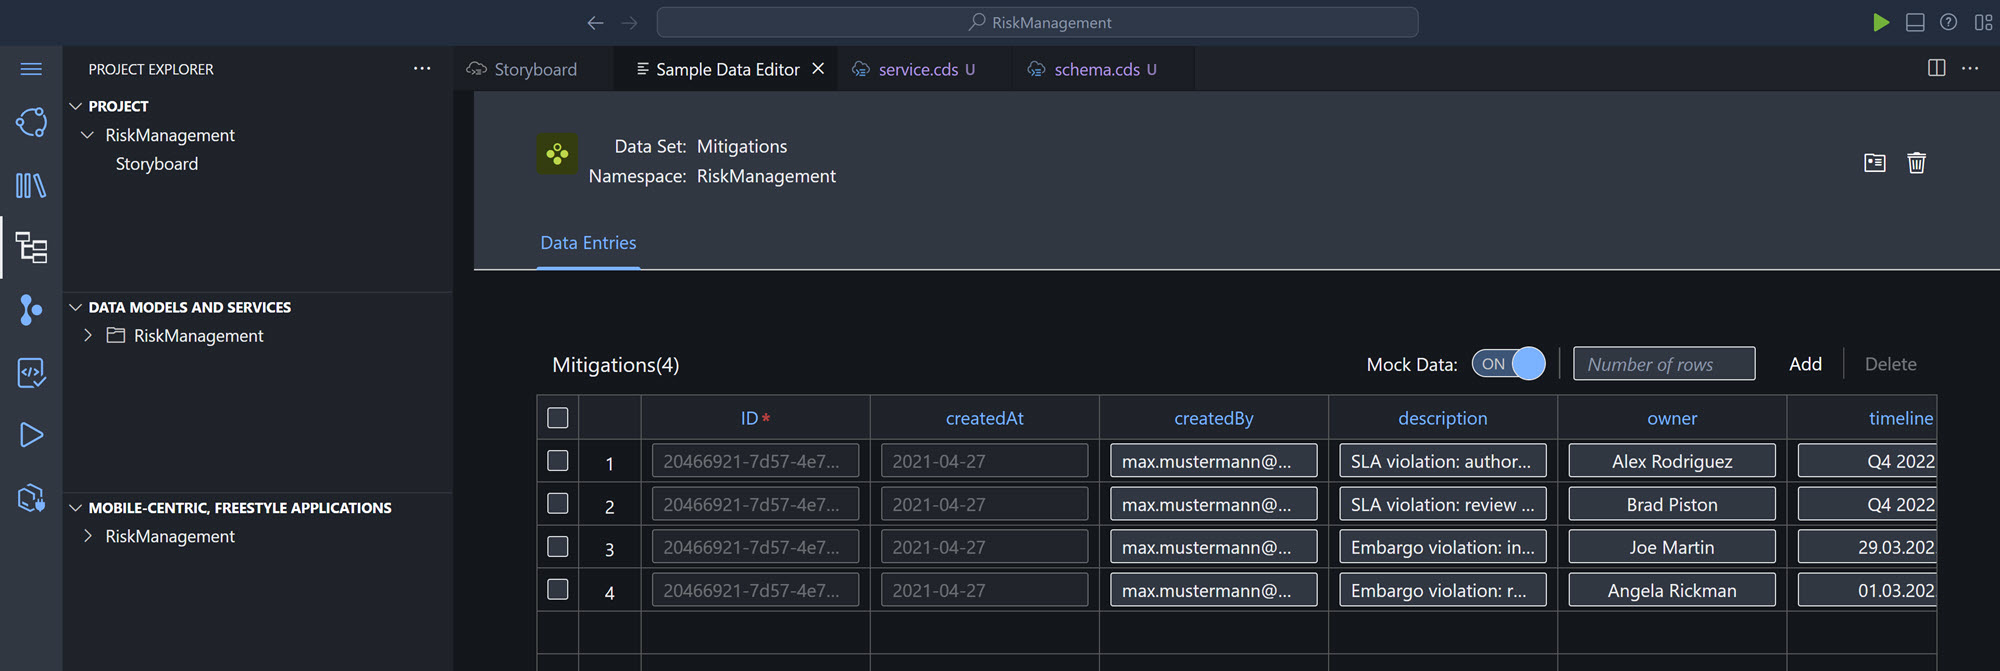 RiskManagement
PROJECT EXPLORER
Storyboard
Sample Data Editor
service.cds U
schema.cds U
PROJECT
RiskManagement
Storyboard
DATA MODELS AND SERVICES
RiskManagement
MOBILE-CENTRIC, FREESTYLE APPLICATIONS
RiskManagement
Data Set: Mitigations
Namespace: RiskManagement
Data Entries
Mitigations(4)
Mock Data: ON
Number of rows
Add
Delete
ID* createdAt createdBy description owner timeline
1 20466921-7d57-4e7... 2021-04-27 max.mustermann@... SLA violation: author... Alex Rodriguez Q4 2022
2 20466921-7d57-4e7... 2021-04-27 max.mustermann@... SLA violation: review ... Brad Piston Q4 2022
3 20466921-7d57-4e7... 2021-04-27 max.mustermann@... Embargo violation: in... Joe Martin 29.03.202
4 20466921-7d57-4e7... 2021-04-27 max.mustermann@... Embargo violation: r... Angela Rickman 01.03.202